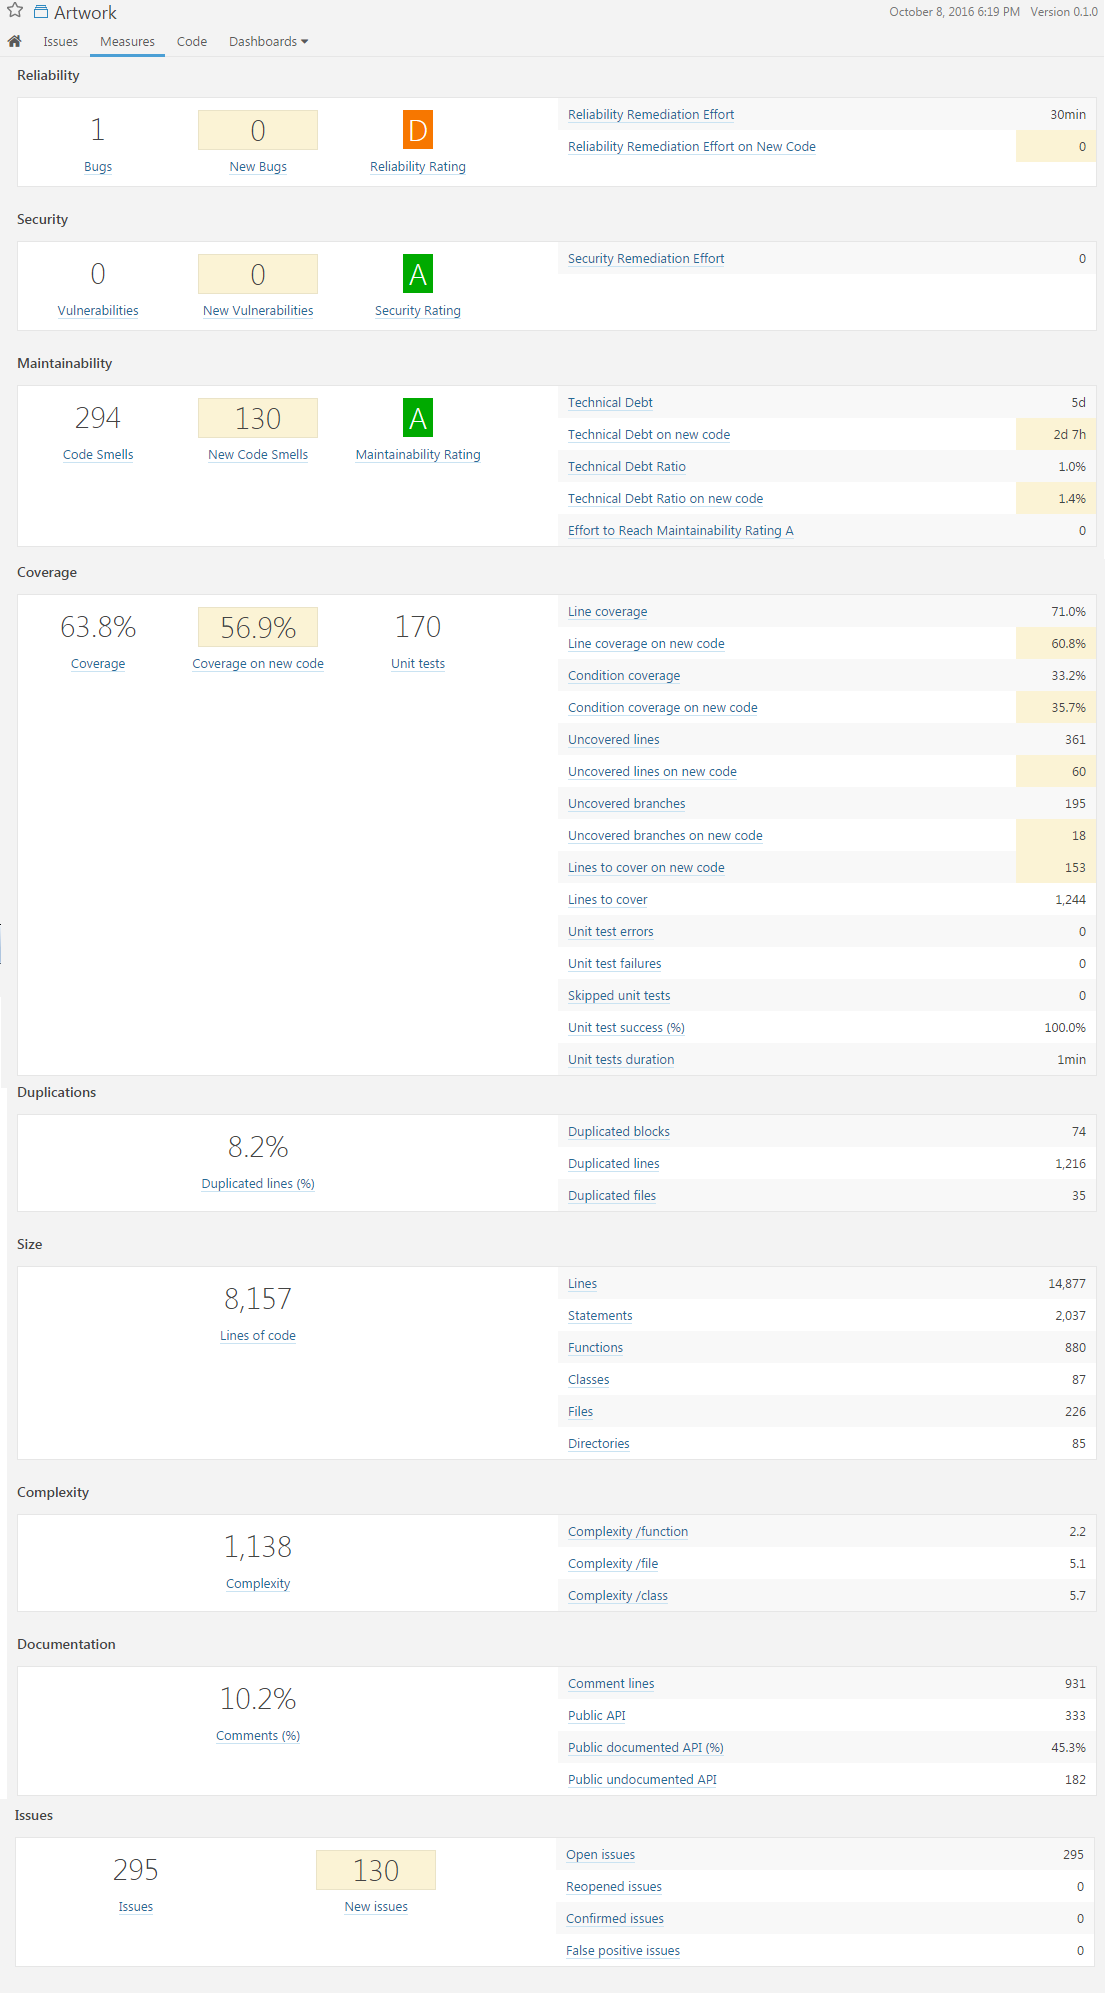 Artwork
October 8, 2016 6:19 PM Version 0.1.0
Issues Measures Code Dashboards
Reliability
1
Bugs
0
New Bugs
D
Reliability Rating
Reliability Remediation Effort 30min
Reliability Remediation Effort on New Code 0
Security
0
Vulnerabilities
0
New Vulnerabilities
A
Security Rating
Security Remediation Effort 0
Maintainability
294
Code Smells
130
New Code Smells
A
Maintainability Rating
Technical Debt 5d
Technical Debt on new code 2d 7h
Technical Debt Ratio 1.0%
Technical Debt Ratio on new code 1.4%
Effort to Reach Maintainability Rating A 0
Coverage
63.8%
Coverage
56.9%
Coverage on new code
170
Unit tests
Line coverage 71.0%
Line coverage on new code 60.8%
Condition coverage 33.2%
Condition coverage on new code 35.7%
Uncovered lines 361
Uncovered lines on new code 60
Uncovered branches 195
Uncovered branches on new code 18
Lines to cover on new code 153
Lines to cover 1,244
Unit test errors 0
Unit test failures 0
Skipped unit tests 0
Unit test success (%) 100.0%
Unit tests duration 1min
Duplications
8.2%
Duplicated lines (%)
Duplicated blocks 74
Duplicated lines 1,216
Duplicated files 35
Size
8,157
Lines of code
Lines 14,877
Statements 2,037
Functions 880
Classes 87
Files 226
Directories 85
Complexity
1,138
Complexity
Complexity /function 2.2
Complexity /file 5.1
Complexity /class 5.7
Documentation
10.2%
Comments (%)
Comment lines 931
Public API 333
Public documented API (%) 45.3%
Public undocumented API 182
Issues
295
Issues
130
New issues
Open issues 295
Reopened issues 0
Confirmed issues 0
False positive issues 0